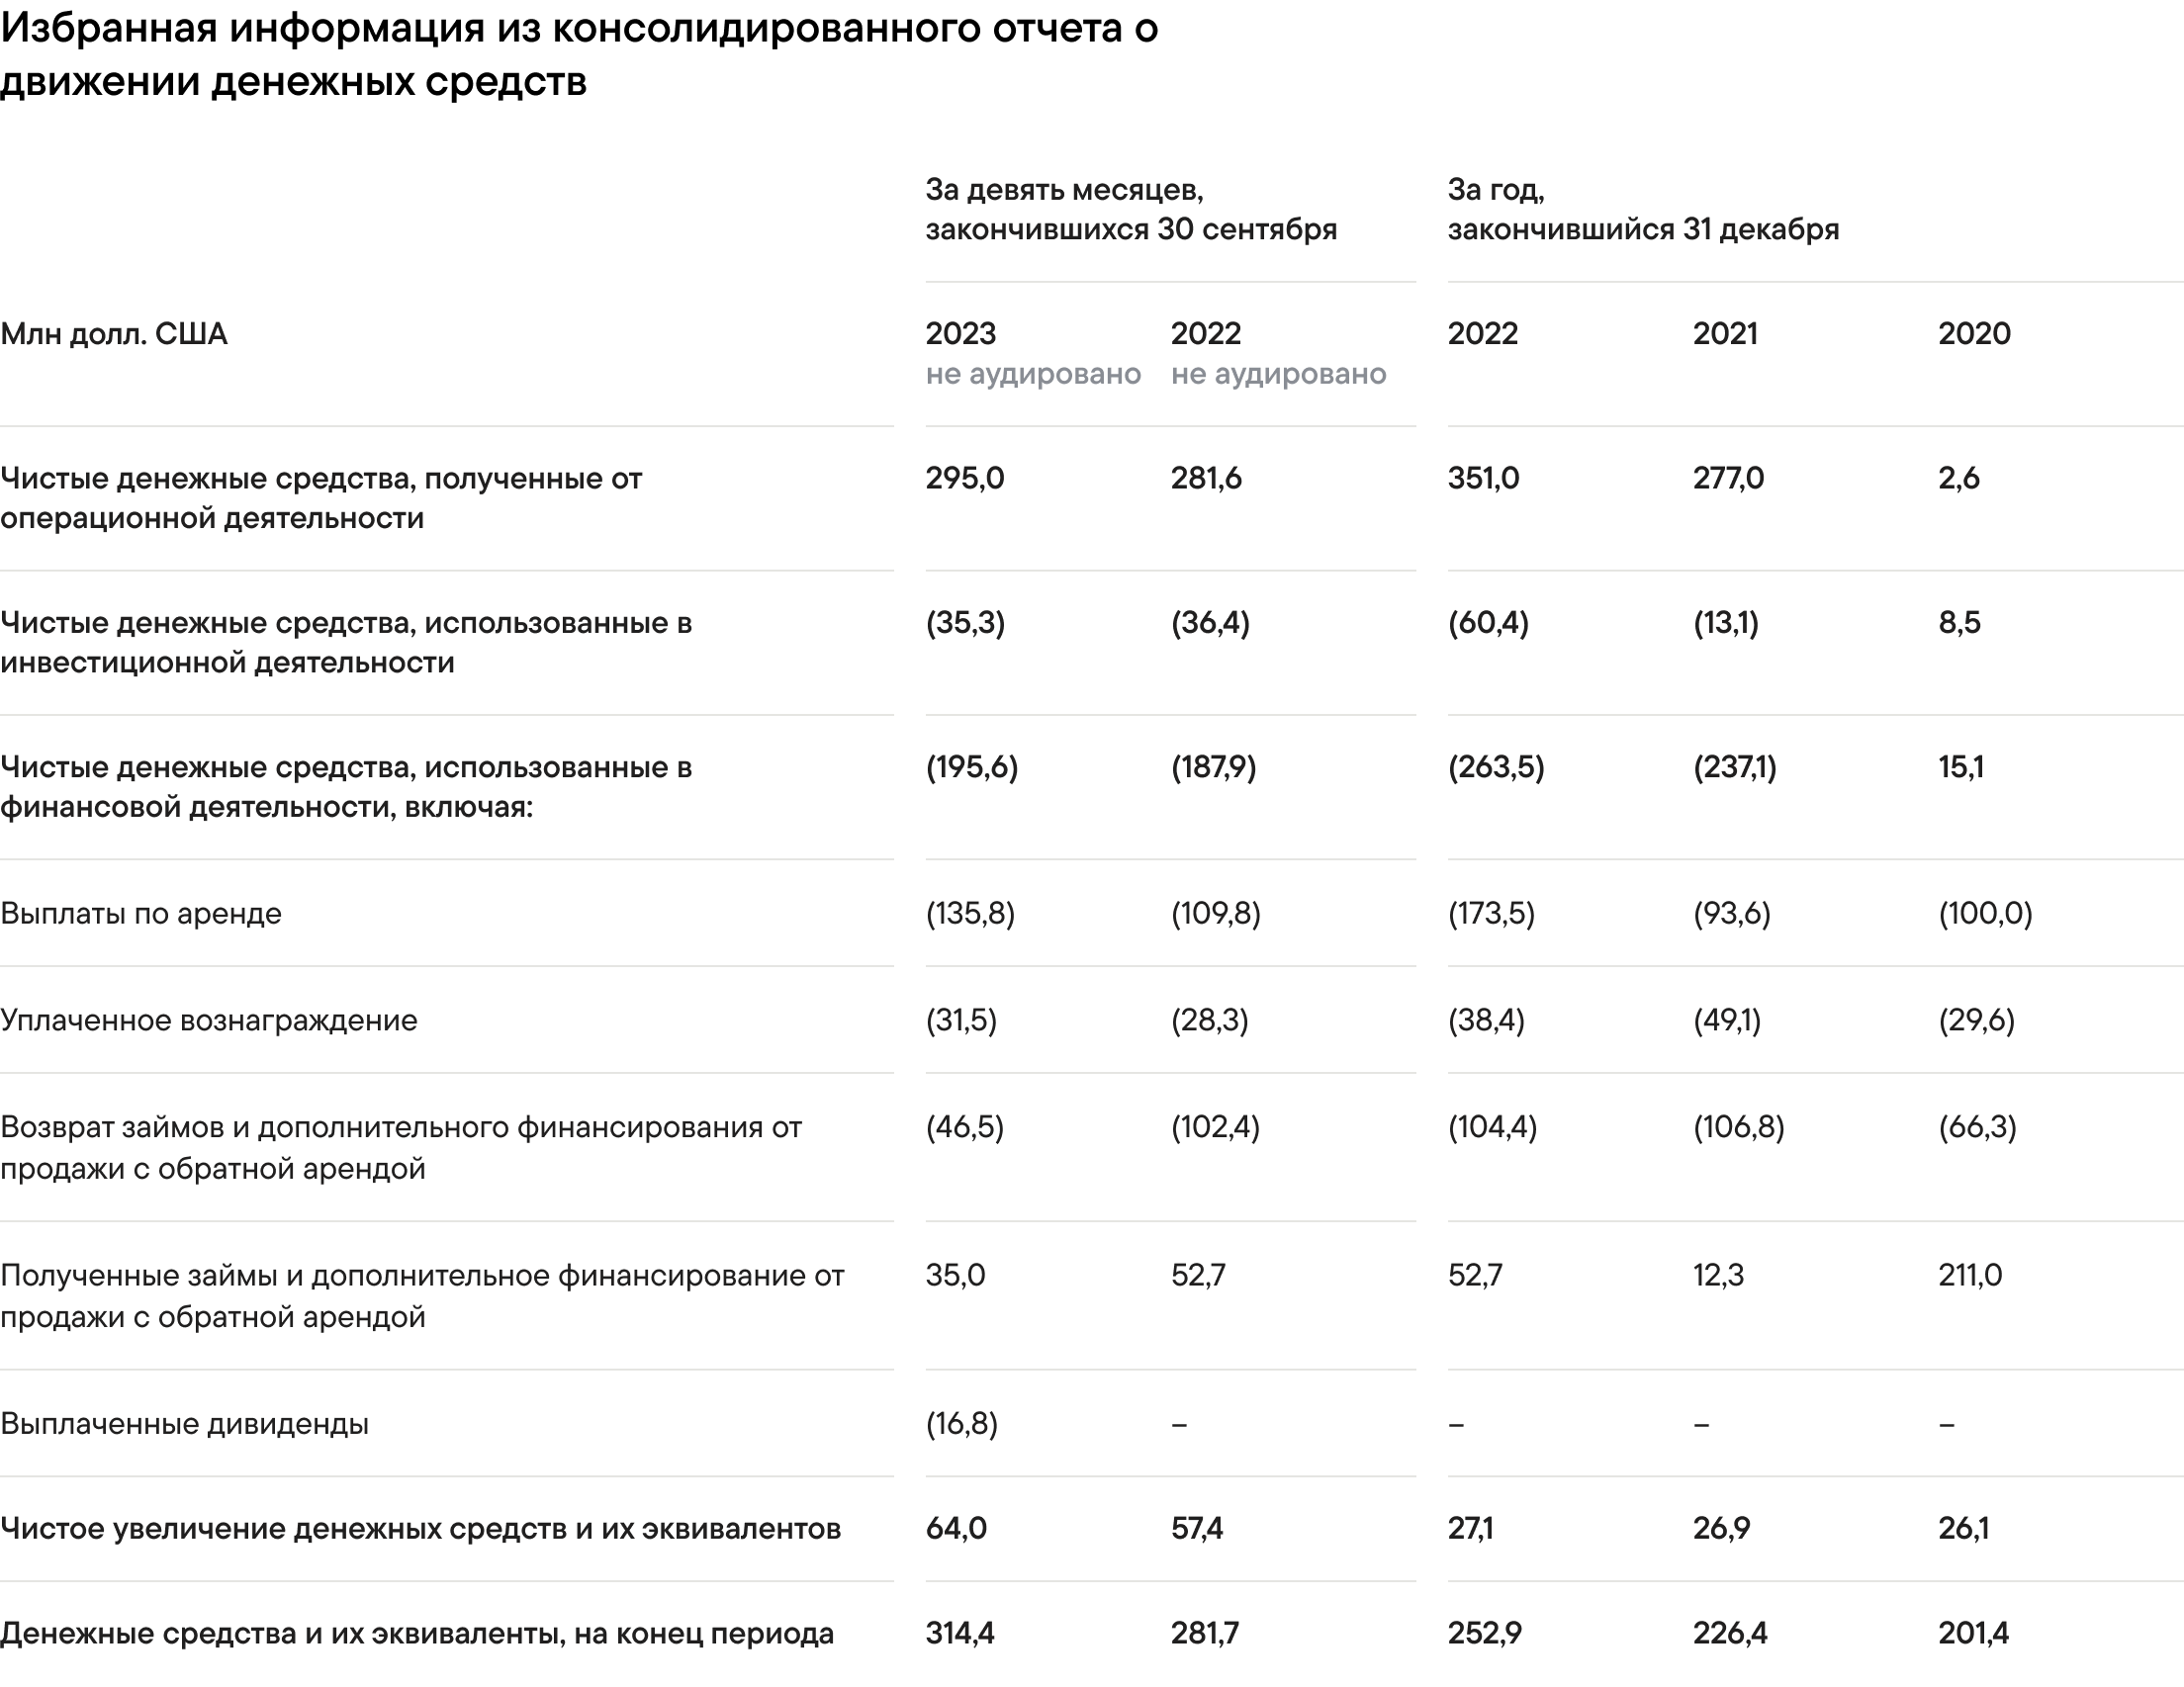 Избранная информация из консолидированного отчета о
движении денежных средств
За девять месяцев,
закончившихся 30 сентября
За год,
закончившийся 31 декабря
Млн долл. США 2023 2022 2022 2021 2020
не аудировано не аудировано
Чистые денежные средства, полученные от 295,0 281,6 351,0 277,0 2,6
операционной деятельности
Чистые денежные средства, использованные в (35,3) (36,4) (60,4) (13,1) 8,5
инвестиционной деятельности
Чистые денежные средства, использованные в (195,6) (187,9) (263,5) (237,1) 15,1
финансовой деятельности, включая:
Выплаты по аренде (135,8) (109,8) (173,5) (93,6) (100,0)
Уплаченное вознаграждение (31,5) (28,3) (38,4) (49,1) (29,6)
Возврат займов и дополнительного финансирования от (46,5) (102,4) (104,4) (106,8) (66,3)
продажи с обратной арендой
Полученные займы и дополнительное финансирование от 35,0 52,7 52,7 12,3 211,0
продажи с обратной арендой
Выплаченные дивиденды (16,8) – – – –
Чистое увеличение денежных средств и их эквивалентов 64,0 57,4 27,1 26,9 26,1
Денежные средства и их эквиваленты, на конец периода 314,4 281,7 252,9 226,4 201,4